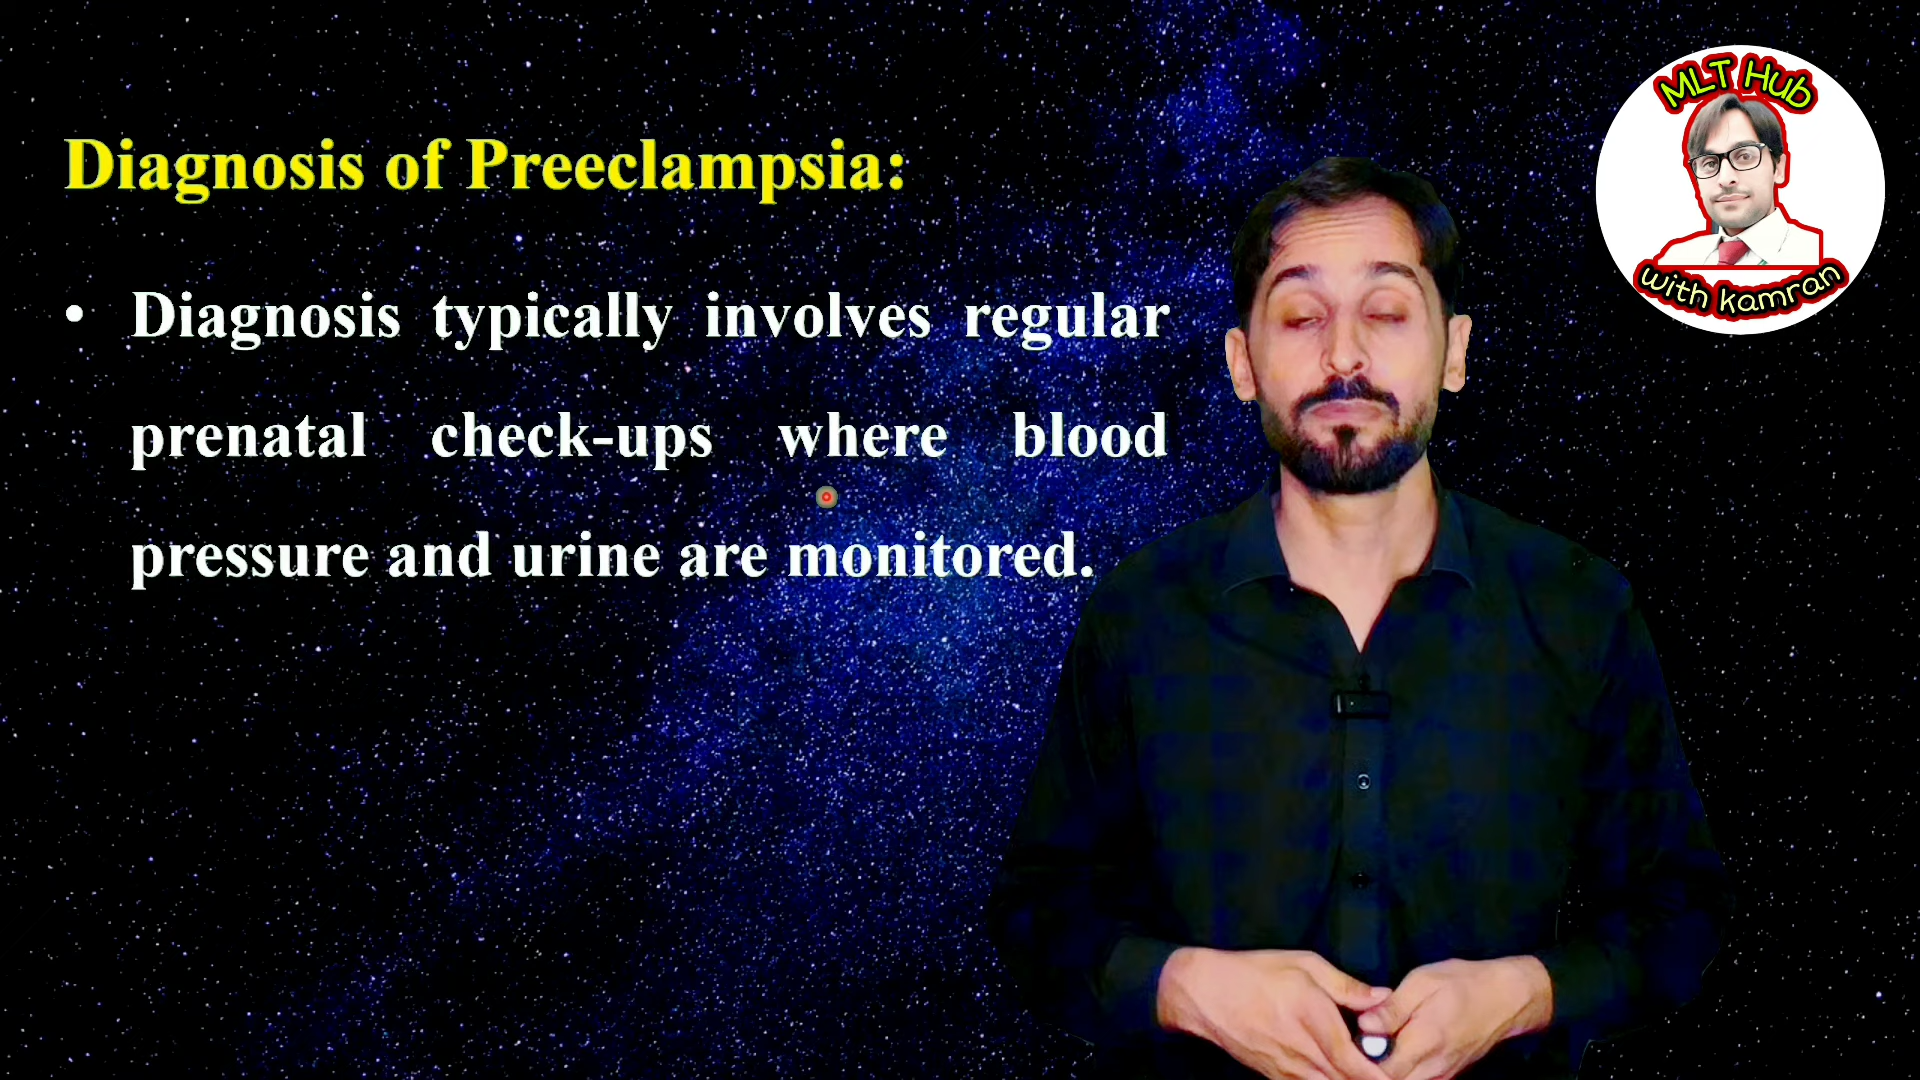 MLT Hub
with kamran
Diagnosis of Preeclampsia:
• Diagnosis typically involves regular
prenatal check-ups where blood
pressure and urine are monitored.